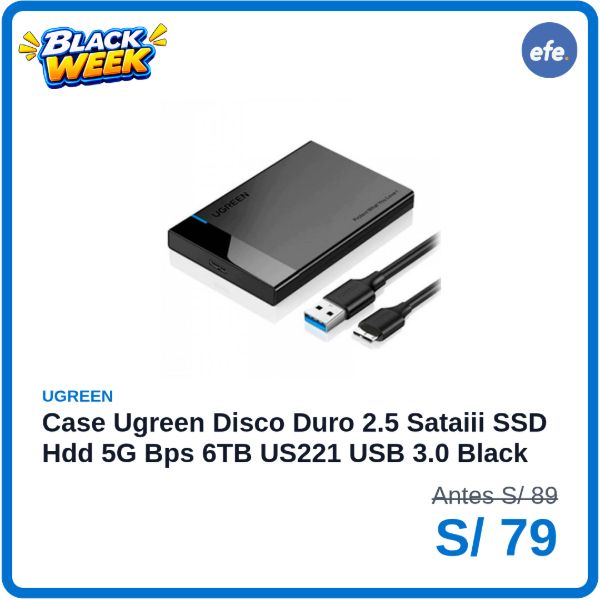 BLACK
WEEK
efe.
UGREEN
UGREEN
Case Ugreen Disco Duro 2.5 Sataiii SSD
Hdd 5G Bps 6TB US221 USB 3.0 Black
Antes S/ 89
S/ 79